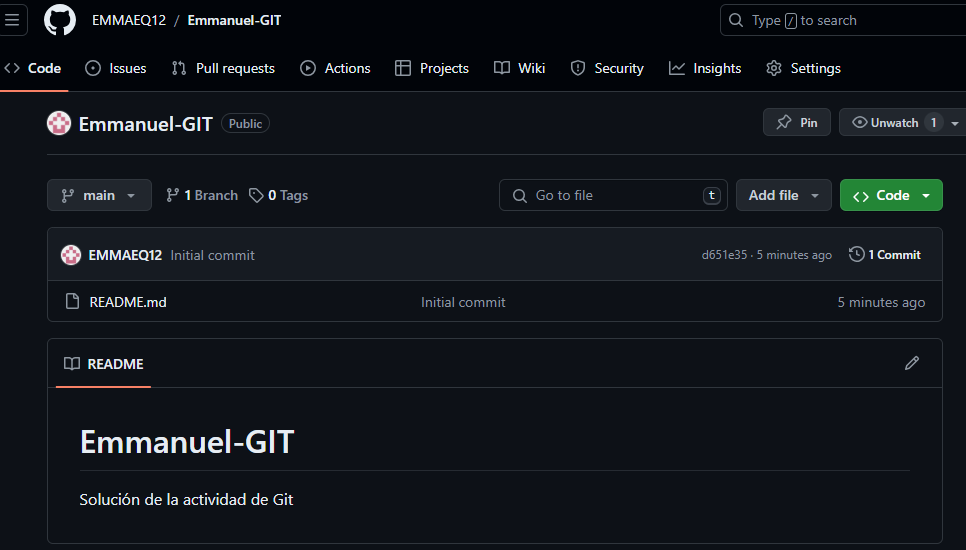 EMMAEQ12 / Emmanuel-GIT
Type / to search
Code Issues Pull requests Actions Projects Wiki Security Insights Settings
Emmanuel-GIT Public
Pin Unwatch 1
main 1 Branch 0 Tags
Go to file t Add file Code
EMMAEQ12 Initial commit d651e35 · 5 minutes ago 1 Commit
README.md Initial commit 5 minutes ago
README
Emmanuel-GIT
Solución de la actividad de Git